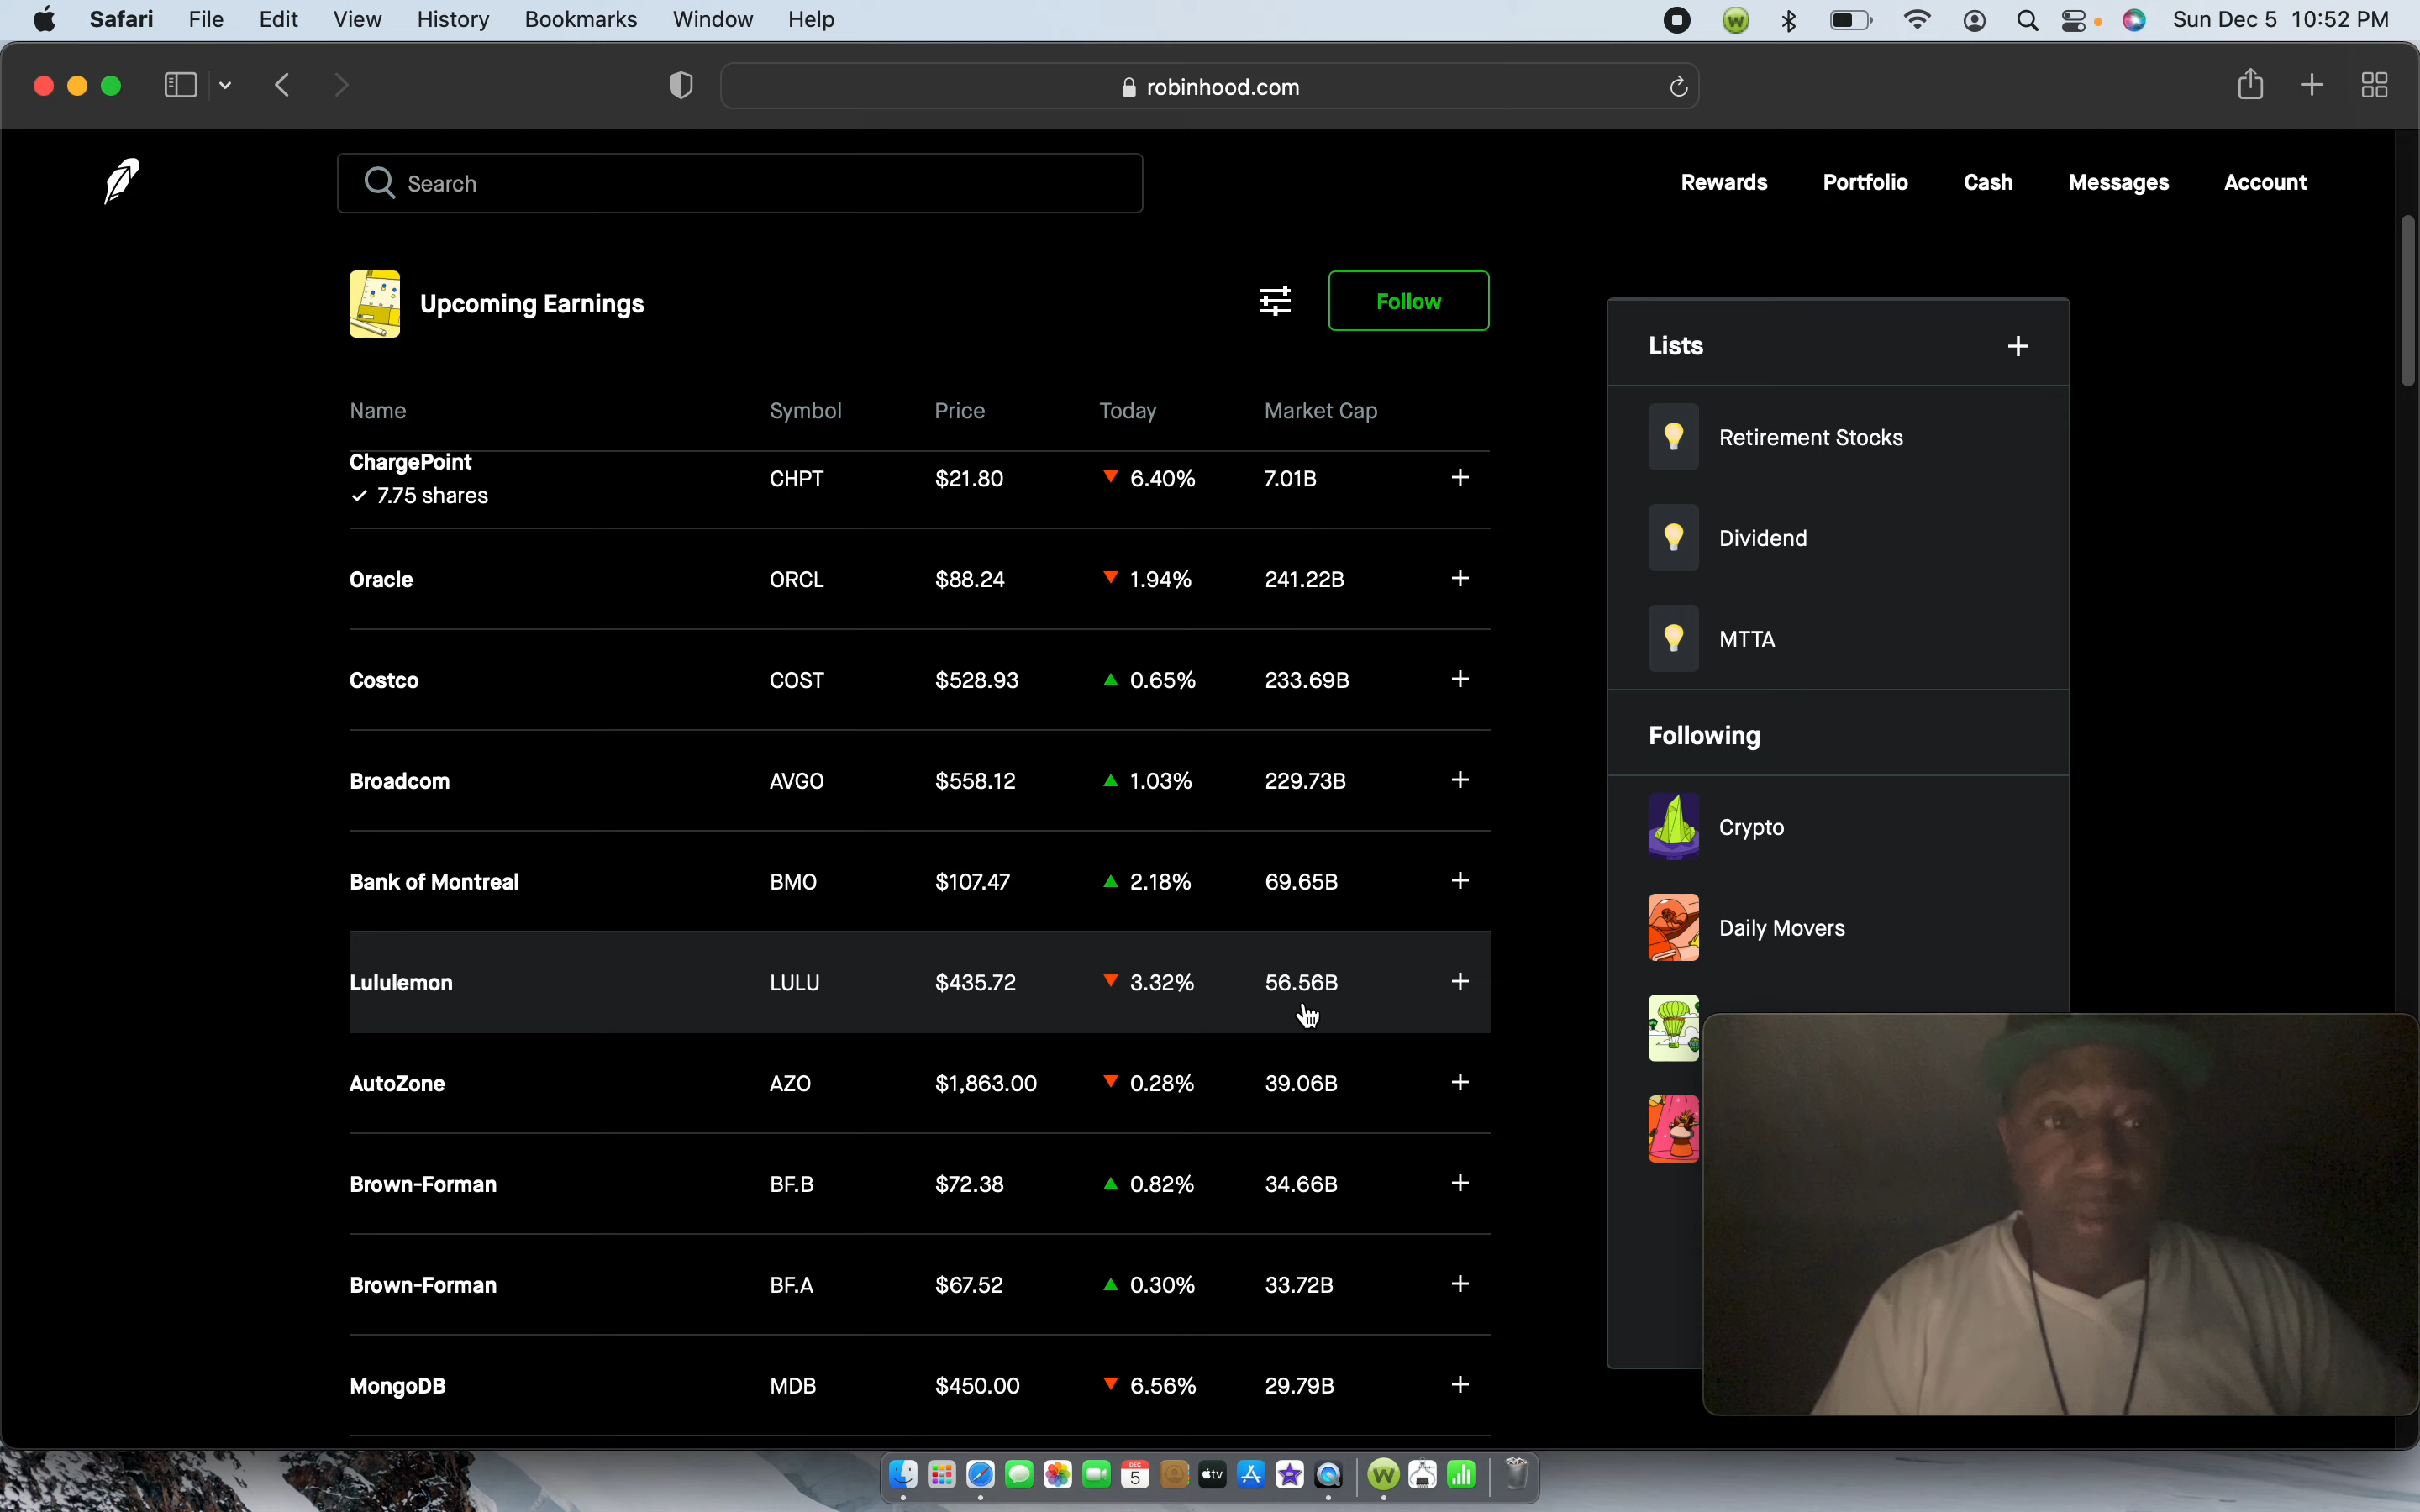 Safari File Edit View History Bookmarks Window Help Sun Dec 5 10:52 PM
robinhood.com
Search Rewards Portfolio Cash Messages Account
Upcoming Earnings Follow
Name Symbol Price Today Market Cap
ChargePoint
7.75 shares
CHPT $21.80 6.40% 7.01B
Oracle ORCL $88.24 1.94% 241.22B
Costco COST $528.93 0.65% 233.69B
Broadcom AVGO $558.12 1.03% 229.73B
Bank of Montreal BMO $107.47 2.18% 69.65B
Lululemon LULU $435.72 3.32% 56.56B
AutoZone AZO $1,863.00 0.28% 39.06B
Brown-Forman BF.B $72.38 0.82% 34.66B
Brown-Forman BF.A $67.52 0.30% 33.72B
MongoDB MDB $450.00 6.56% 29.79B
Lists
Retirement Stocks
Dividend
MTTA
Following
Crypto
Daily Movers
DEC
5
tv